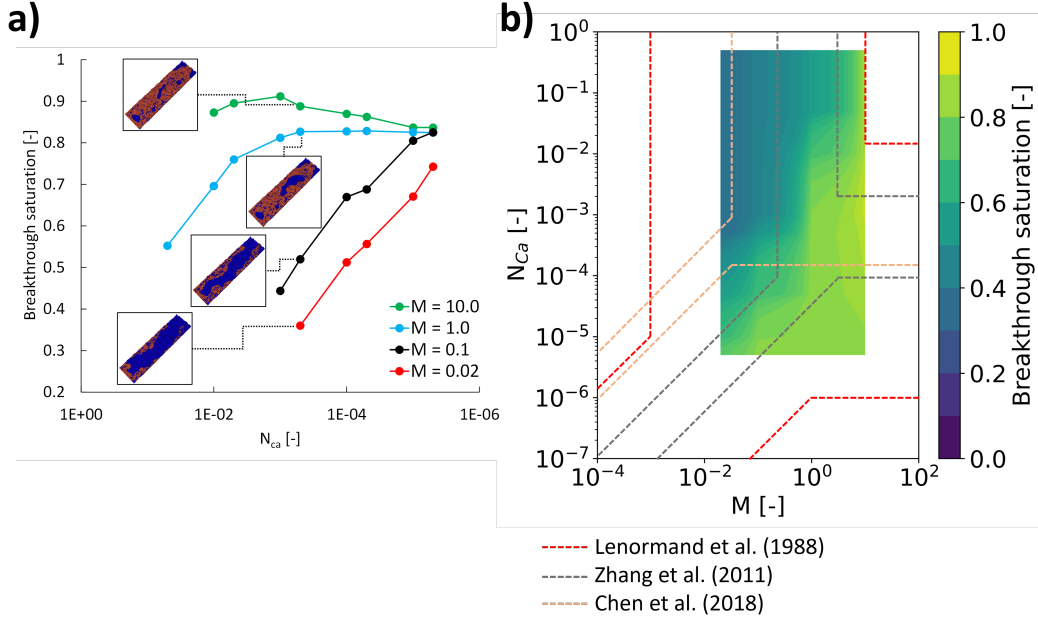 a)
Breakthrough saturation [-]
1
0.9
0.8
0.7
0.6
0.5
0.4
0.3
0.2
1E+00
1E-02
1E-04
1E-06
N_ca [-]
M = 10.0
M = 1.0
M = 0.1
M = 0.02
b)
N_Ca [-]
10^0
10^-1
10^-2
10^-3
10^-4
10^-5
10^-6
10^-7
10^-4
10^-2
10^0
10^2
M [-]
1.0
0.8
0.6
0.4
0.2
0.0
Breakthrough saturation [-]
Lenormand et al. (1988)
Zhang et al. (2011)
Chen et al. (2018)